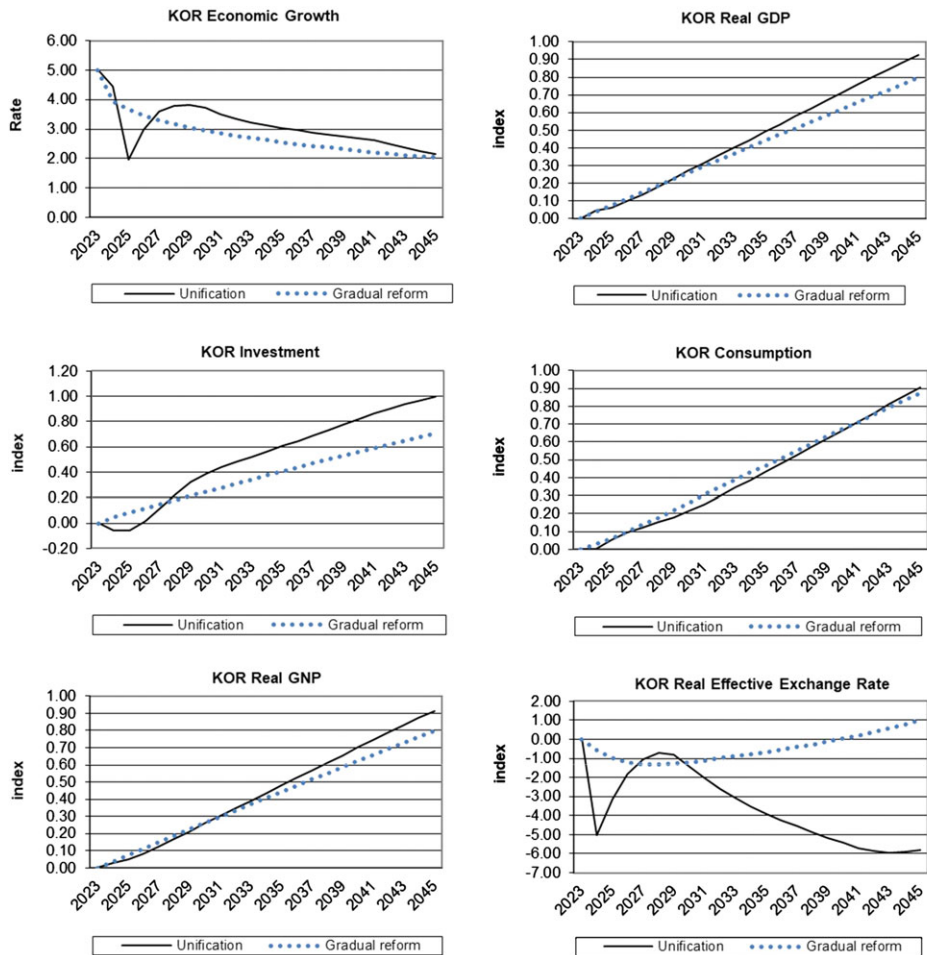 KOR Economic Growth
6.00
5.00
4.00
3.00
2.00
1.00
0.00
Rate
2023 2025 2027 2029 2031 2033 2035 2037 2039 2041 2043 2045
Unification Gradual reform
KOR Real GDP
1.00
0.90
0.80
0.70
0.60
0.50
0.40
0.30
0.20
0.10
0.00
index
2023 2025 2027 2029 2031 2033 2035 2037 2039 2041 2043 2045
Unification Gradual reform
KOR Investment
1.20
1.00
0.80
0.60
0.40
0.20
0.00
-0.20
index
2023 2025 2027 2029 2031 2033 2035 2037 2039 2041 2043 2045
Unification Gradual reform
KOR Consumption
1.00
0.90
0.80
0.70
0.60
0.50
0.40
0.30
0.20
0.10
0.00
index
2023 2025 2027 2029 2031 2033 2035 2037 2039 2041 2043 2045
Unification Gradual reform
KOR Real GNP
1.00
0.90
0.80
0.70
0.60
0.50
0.40
0.30
0.20
0.10
0.00
index
2023 2025 2027 2029 2031 2033 2035 2037 2039 2041 2043 2045
Unification Gradual reform
KOR Real Effective Exchange Rate
2.00
1.00
0.00
-1.00
-2.00
-3.00
-4.00
-5.00
-6.00
-7.00
index
2023 2025 2027 2029 2031 2033 2035 2037 2039 2041 2043 2045
Unification Gradual reform